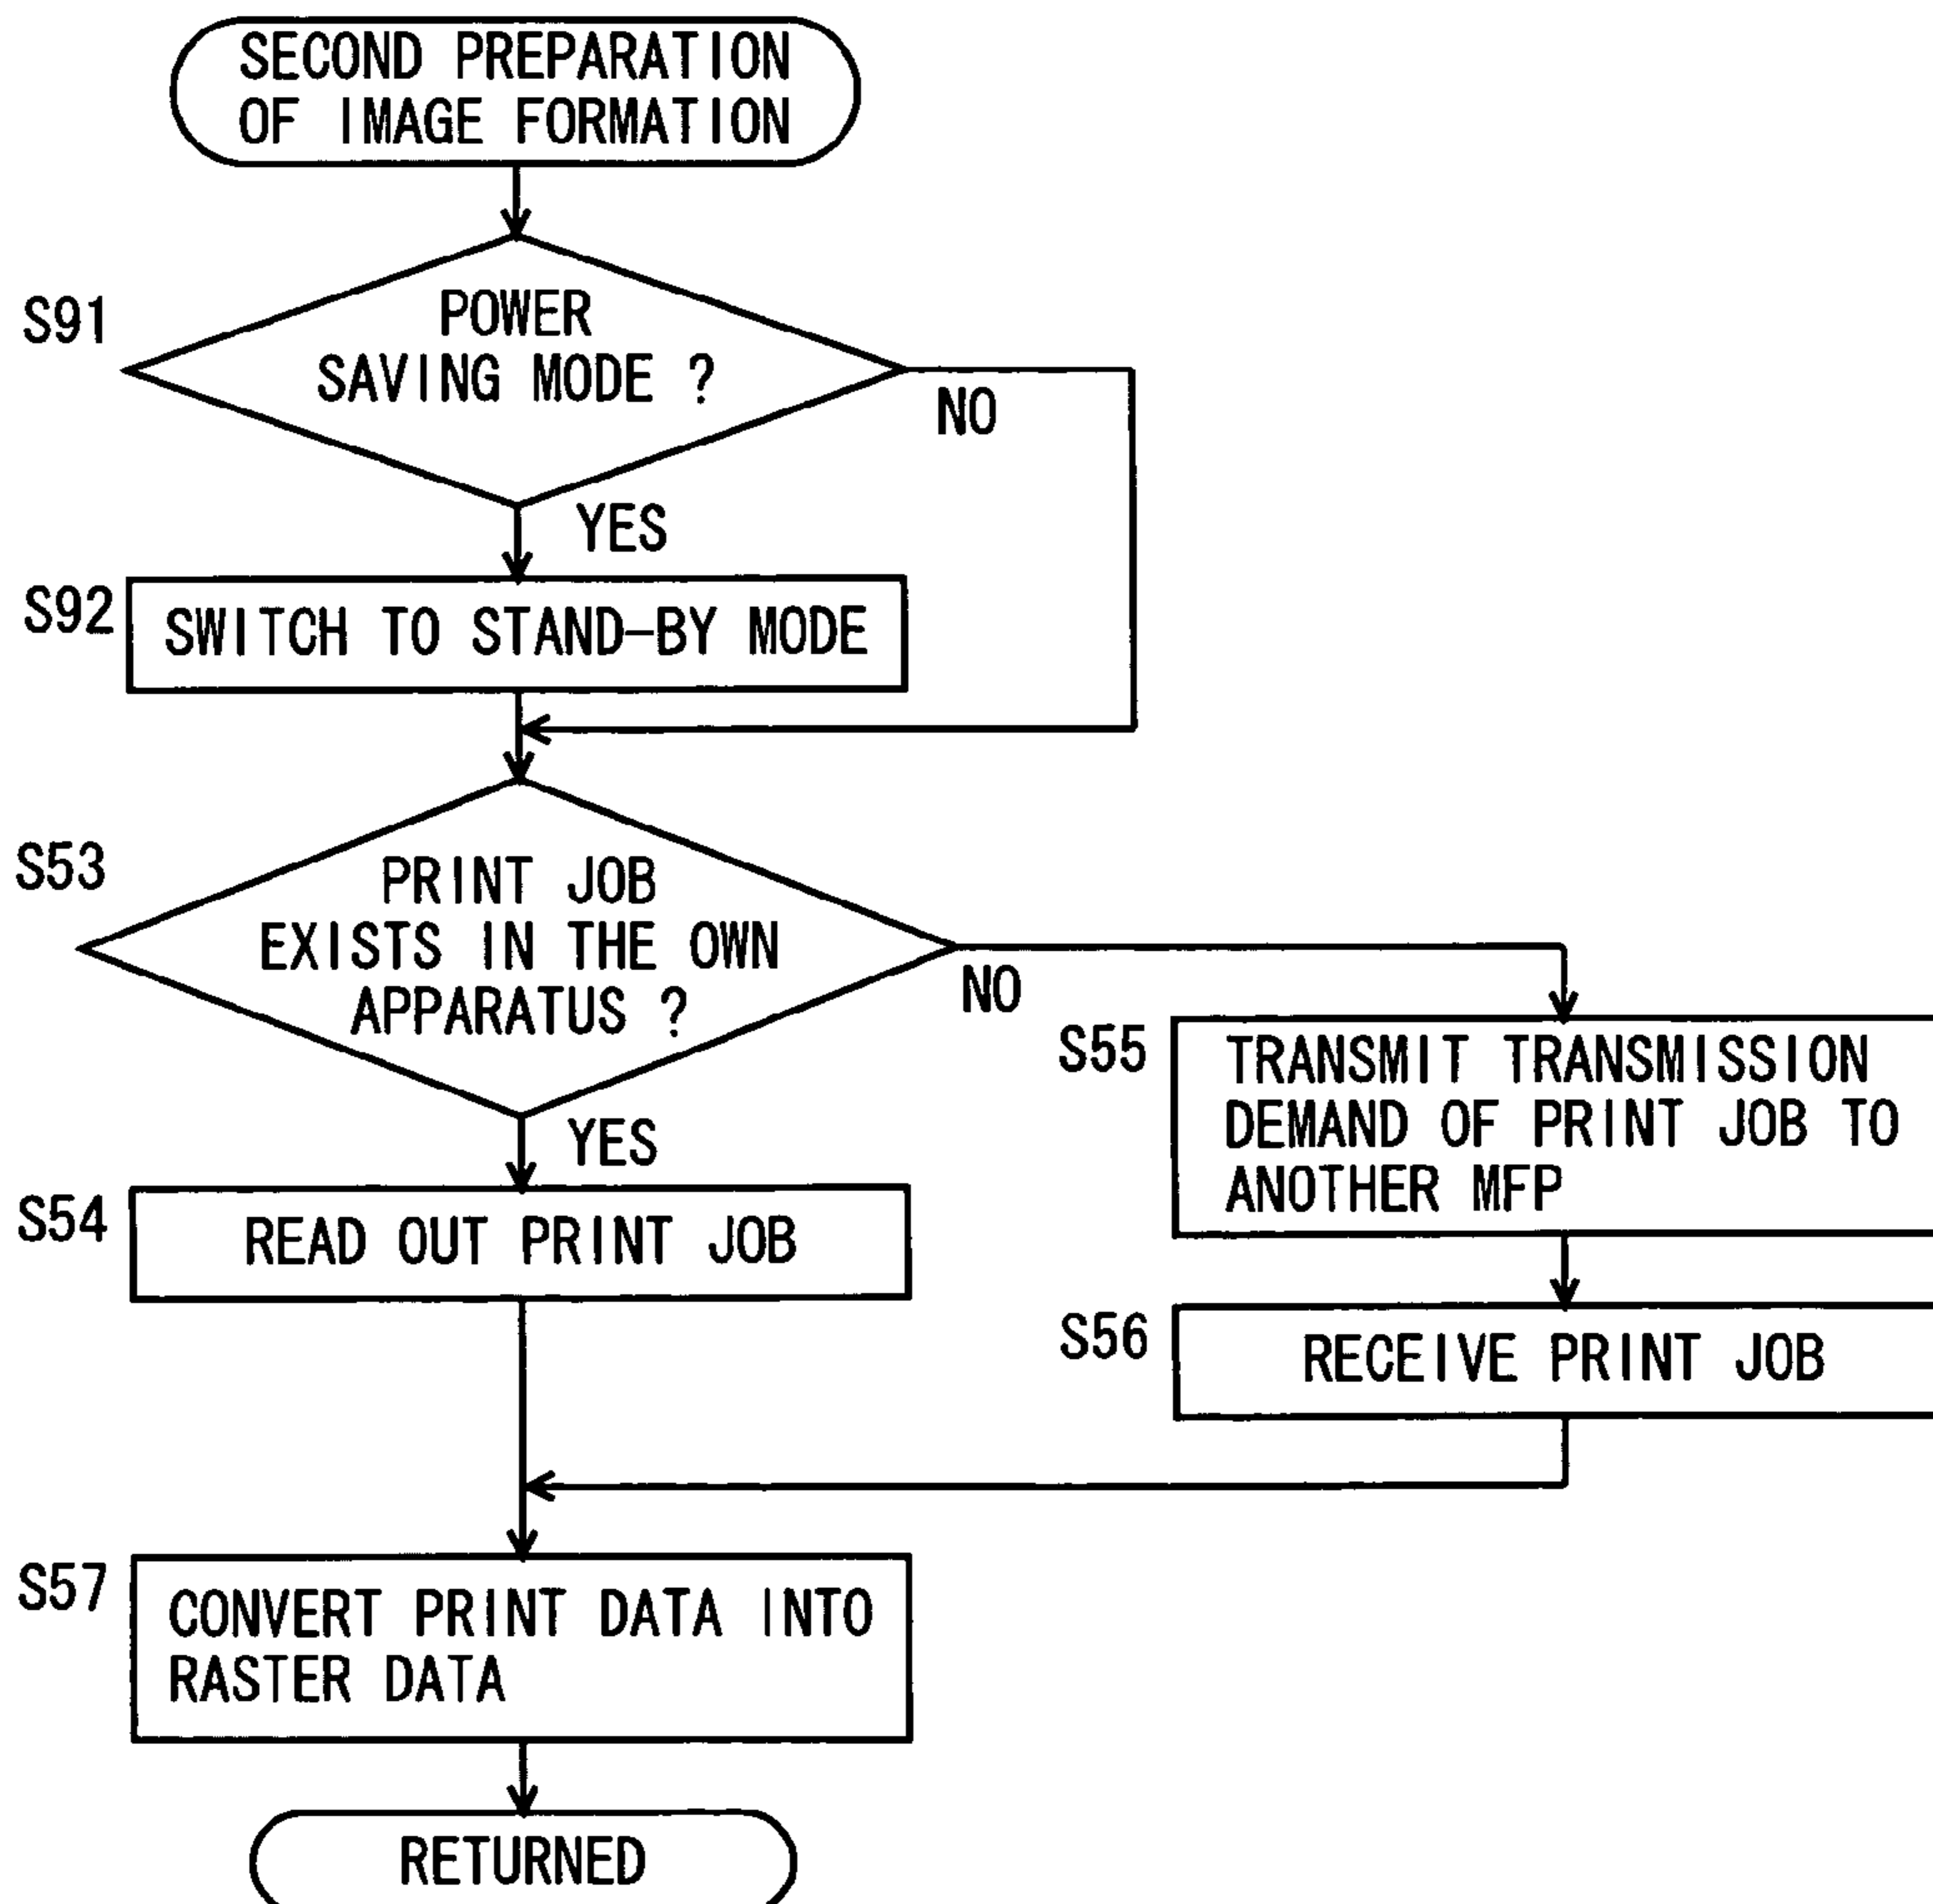 SECOND PREPARATION
OF IMAGE FORMATION
S91
POWER
SAVING MODE ?
NO
YES
S92
SWITCH TO STAND-BY MODE
S53
PRINT JOB
EXISTS IN THE OWN
APPARATUS ?
NO
YES
S55
TRANSMIT TRANSMISSION
DEMAND OF PRINT JOB TO
ANOTHER MFP
S54
READ OUT PRINT JOB
S56
RECEIVE PRINT JOB
S57
CONVERT PRINT DATA INTO
RASTER DATA
RETURNED